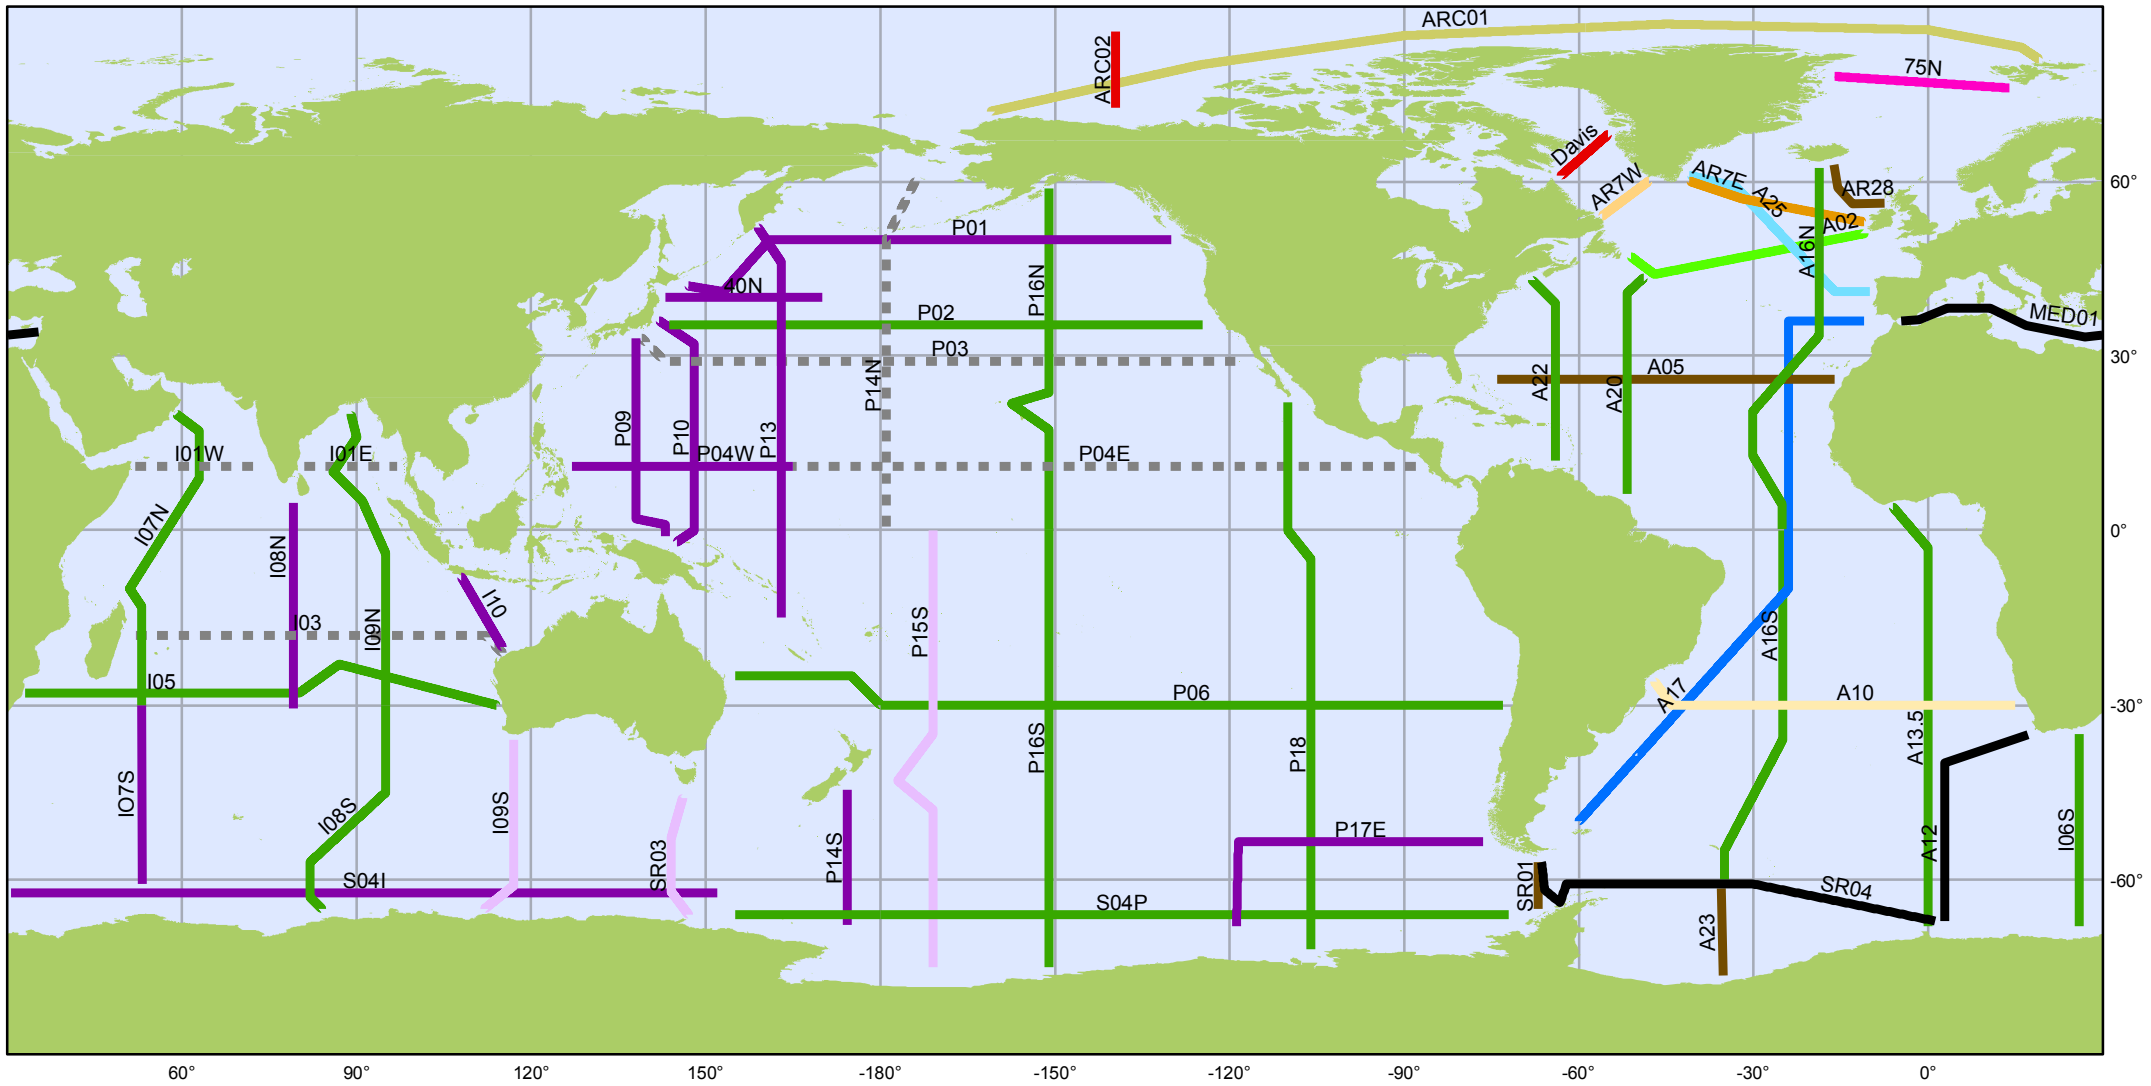 ARC01
ARC02
75N
Davis
AR7W
AR7E
A25
AR28
A02
60°
P01
A16N
P16N
40N
P02
MED01
P03
30°
P14N
A22
A20
A05
P09
P10
P13
I01W
I01E
P04W
P04E
I07N
0°
I08N
I10
I03
I09N
P15S
A16S
I05
P06
A17
A10
-30°
P16S
P18
A13.5
IO7S
I08S
I09S
SR03
P14S
P17E
A12
I06S
S04I
SR01
SR04
-60°
S04P
A23
60°
90°
120°
150°
-180°
-150°
-120°
-90°
-60°
-30°
0°